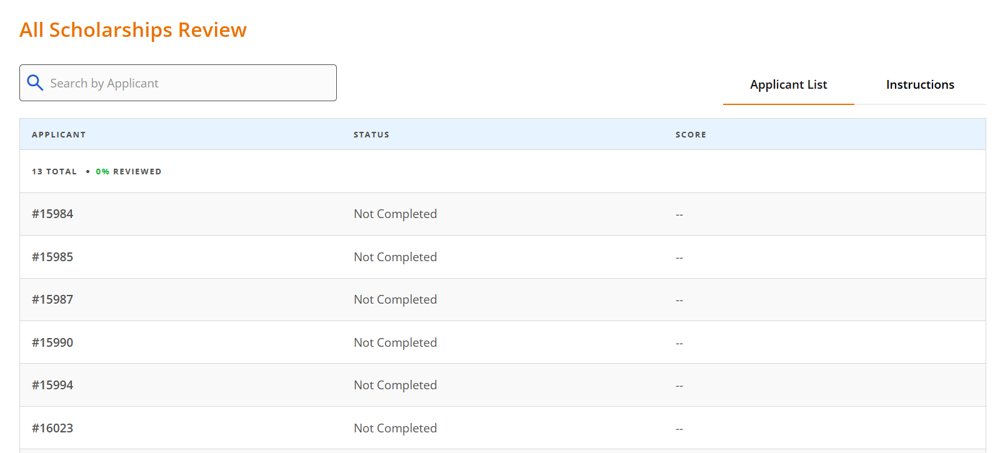 All Scholarships Review
Search by Applicant
Applicant List Instructions
APPLICANT STATUS SCORE
13 TOTAL • 0% REVIEWED
#15984 Not Completed --
#15985 Not Completed --
#15987 Not Completed --
#15990 Not Completed --
#15994 Not Completed --
#16023 Not Completed --